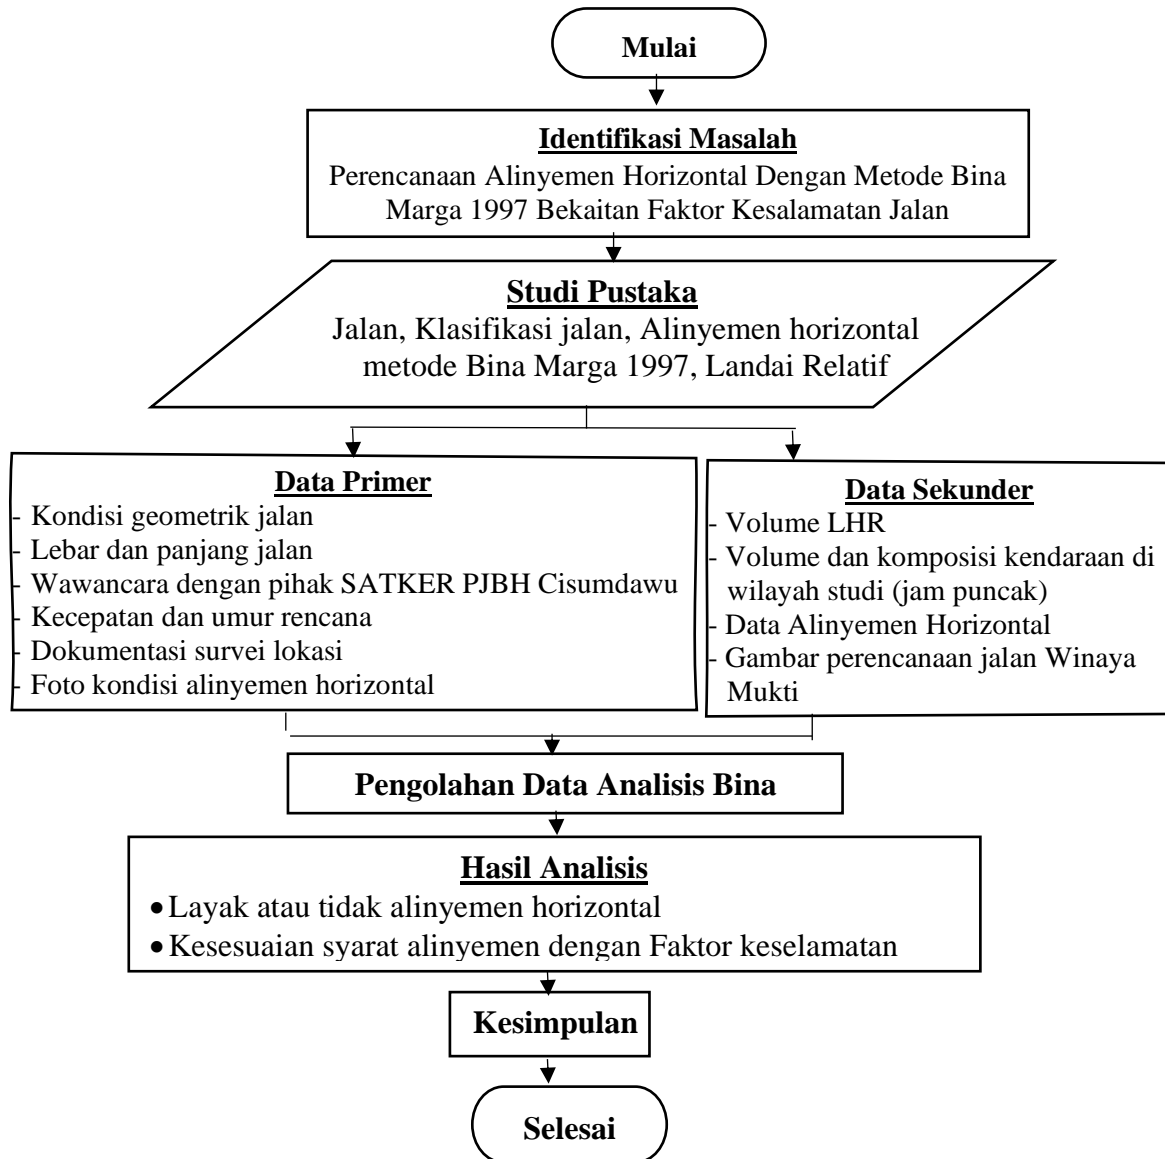 Mulai
Identifikasi Masalah
Perencanaan Alinyemen Horizontal Dengan Metode Bina
Marga 1997 Bekaitan Faktor Kesalamatan Jalan
Studi Pustaka
Jalan, Klasifikasi jalan, Alinyemen horizontal
metode Bina Marga 1997, Landai Relatif
Data Primer
- Kondisi geometrik jalan
- Lebar dan panjang jalan
- Wawancara dengan pihak SATKER PJBH Cisumdawu
- Kecepatan dan umur rencana
- Dokumentasi survei lokasi
- Foto kondisi alinyemen horizontal
Data Sekunder
- Volume LHR
- Volume dan komposisi kendaraan di
wilayah studi (jam puncak)
- Data Alinyemen Horizontal
- Gambar perencanaan jalan Winaya
Mukti
Pengolahan Data Analisis Bina
Hasil Analisis
• Layak atau tidak alinyemen horizontal
• Kesesuaian syarat alinyemen dengan Faktor keselamatan
Kesimpulan
Selesai